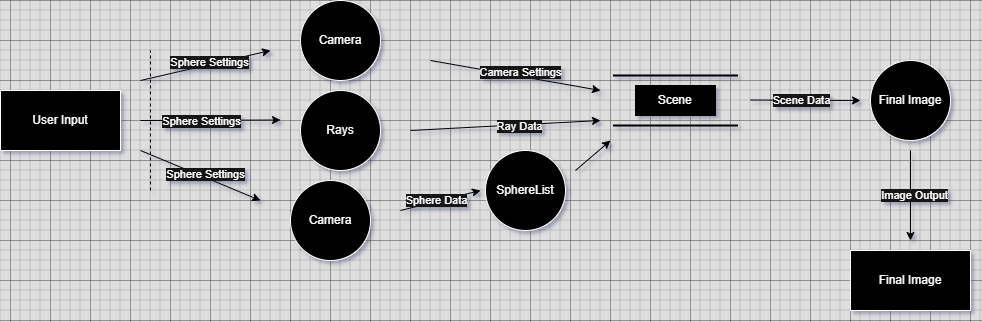 Camera
Sphere Settings
Camera Settings
User Input
Sphere Settings
Rays
Ray Data
Scene
Scene Data
Final Image
Sphere Settings
Camera
Sphere Data
SphereList
Image Output
Final Image